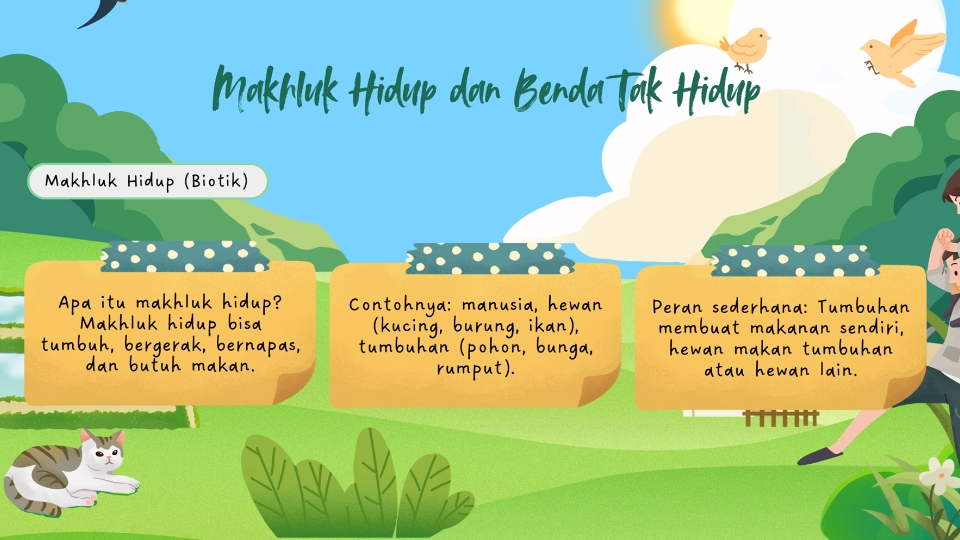 Makhluk Hidup dan Benda Tak Hidup
Makhluk Hidup (Biotik)
Apa itu makhluk hidup?
Makhluk hidup bisa
tumbuh, bergerak, bernapas,
dan butuh makan.
Contohnya: manusia, hewan
(kucing, burung, ikan),
tumbuhan (pohon, bunga,
rumput).
Peran sederhana: Tumbuhan
membuat makanan sendiri,
hewan makan tumbuhan
atau hewan lain.